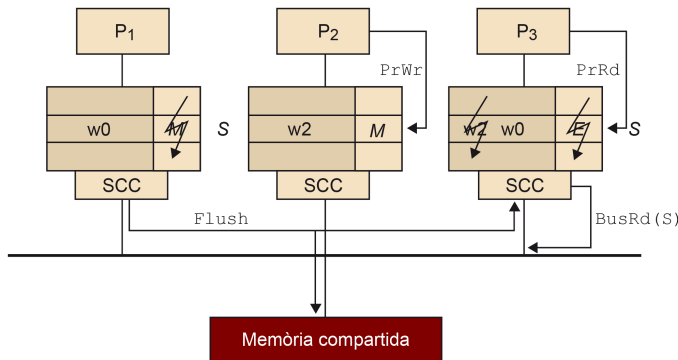 P1
P2
P3
PrWr
PrRd
w0
M
S
w2
M
w2
w0
E
S
SCC
SCC
SCC
Flush
BusRd(S)
Memòria compartida